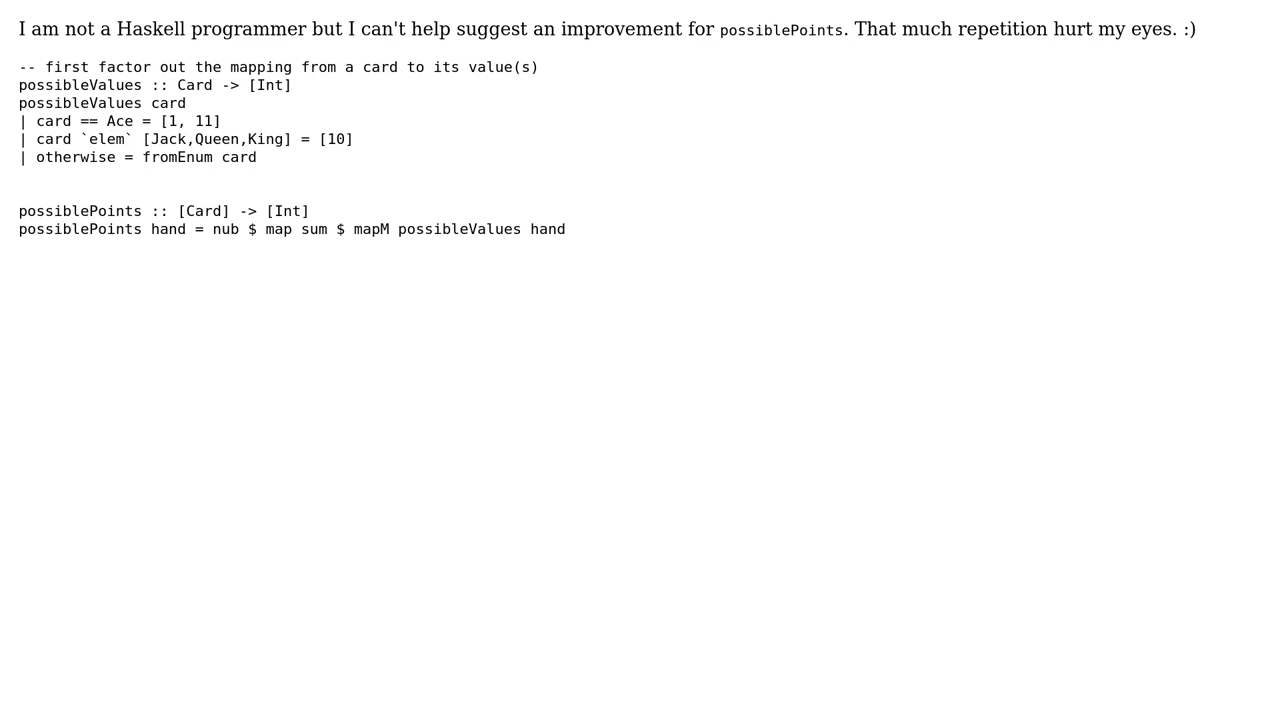 I am not a Haskell programmer but I can't help suggest an improvement for possiblePoints. That much repetition hurt my eyes. :)
-- first factor out the mapping from a card to its value(s)
possibleValues :: Card -> [Int]
possibleValues card
| card == Ace = [1, 11]
| card `elem` [Jack,Queen,King] = [10]
| otherwise = fromEnum card
possiblePoints :: [Card] -> [Int]
possiblePoints hand = nub $ map sum $ mapM possibleValues hand